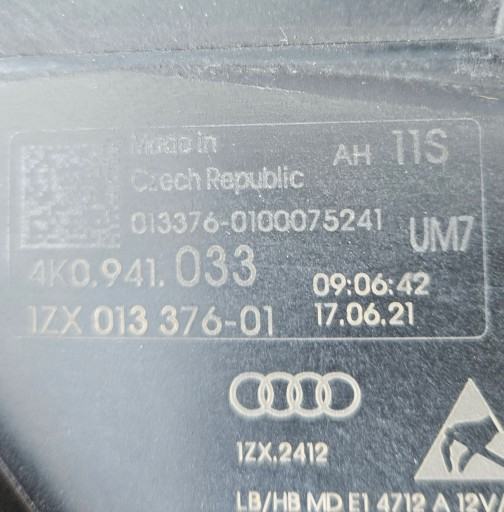 Made in
Czech Republic
AH 11S
013376-0100075241
UM7
4K0.941.033
09:06:42
1ZX 013 376-01
17.06.21
1ZX.2412
LB/HB MD E1 4712 A 12V